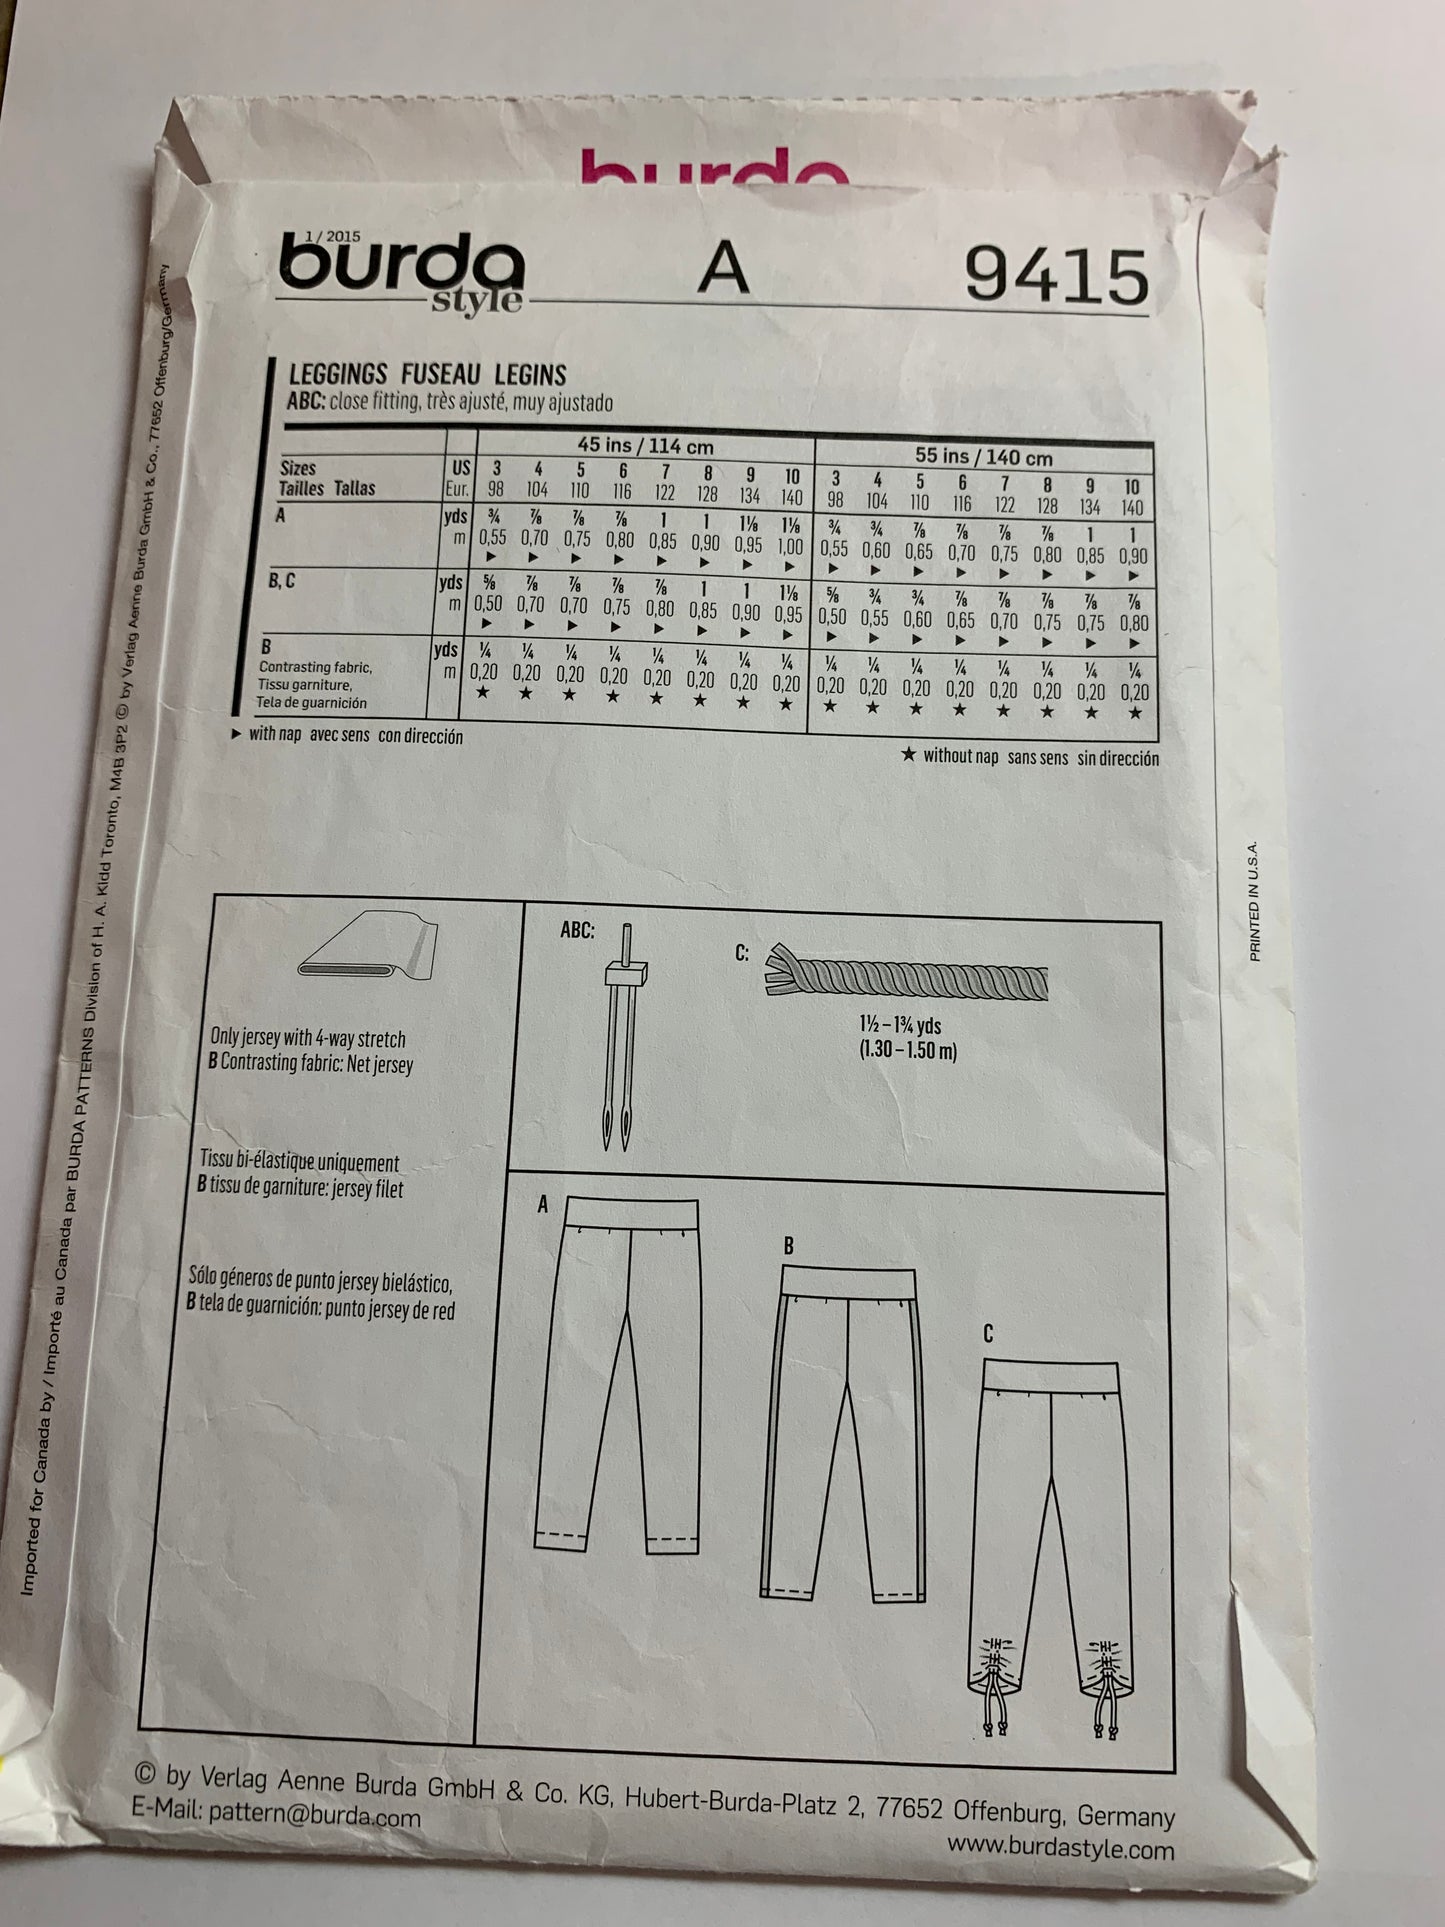 burda
1/2015
burda style A 9415
LEGGINGS FUSEAU LEGINS
ABC: close fitting, très ajusté, muy ajustado
45 ins / 114 cm 55 ins / 140 cm
Sizes US 3 4 5 6 7 8 9 10 3 4 5 6 7 8 9 10
Tailles Tallas Eur. 98 104 110 116 122 128 134 140 98 104 110 116 122 128 134 140
A yds ¾ ⅞ ⅞ ⅞ 1 1 1⅛ 1⅛ ¾ ¾ ⅞ ⅞ ⅞ ⅞ 1 1
m 0,55 0,70 0,75 0,80 0,85 0,90 0,95 1,00 0,55 0,60 0,65 0,70 0,75 0,80 0,85 0,90
► ► ► ► ► ► ► ► ► ► ► ► ► ► ► ►
B, C yds ⅝ ⅞ ⅞ ⅞ ⅞ 1 1 1⅛ ⅝ ¾ ¾ ⅞ ⅞ ⅞ ⅞ ⅞
m 0,50 0,70 0,70 0,75 0,80 0,85 0,90 0,95 0,50 0,55 0,60 0,65 0,70 0,75 0,75 0,80
► ► ► ► ► ► ► ► ► ► ► ► ► ► ► ►
B yds ¼ ¼ ¼ ¼ ¼ ¼ ¼ ¼ ¼ ¼ ¼ ¼ ¼ ¼ ¼ ¼
Contrasting fabric, m 0,20 0,20 0,20 0,20 0,20 0,20 0,20 0,20 0,20 0,20 0,20 0,20 0,20 0,20 0,20 0,20
Tissu garniture, ★ ★ ★ ★ ★ ★ ★ ★ ★ ★ ★ ★ ★ ★ ★ ★
Tela de guarnición
► with nap avec sens con dirección
★ without nap sans sens sin dirección
Only jersey with 4-way stretch
B Contrasting fabric: Net jersey
Tissu bi-élastique uniquement
B tissu de garniture: jersey filet
Sólo géneros de punto jersey bielástico,
B tela de guarnición: punto jersey de red
ABC:
C:
1½ – 1¾ yds
(1.30 – 1.50 m)
A
B
C
© by Verlag Aenne Burda GmbH & Co. KG, Hubert-Burda-Platz 2, 77652 Offenburg, Germany
E-Mail: pattern@burda.com
www.burdastyle.com
Imported for Canada by / Importé au Canada par BURDA PATTERNS Division of H. A. Kidd Toronto, M4B 3P2 © by Verlag Aenne Burda GmbH & Co., 77652 Offenburg/Germany
PRINTED IN U.S.A.